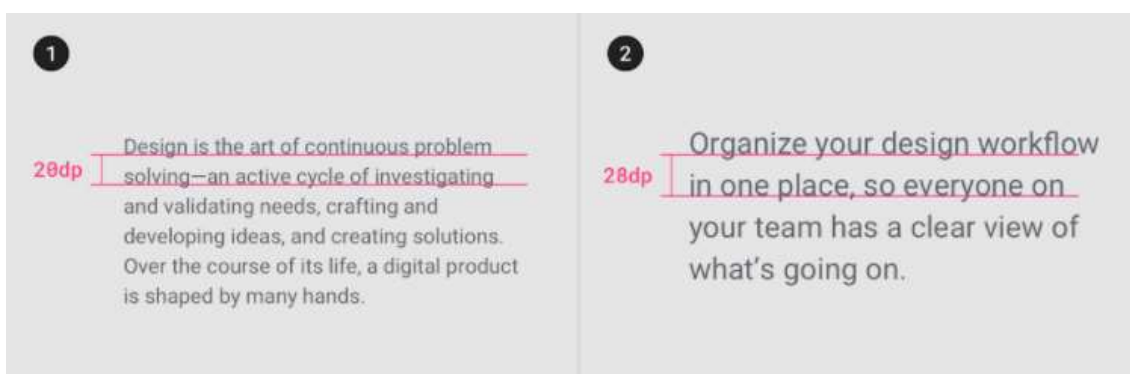 1
Design is the art of continuous problem
solving—an active cycle of investigating
and validating needs, crafting and
developing ideas, and creating solutions.
Over the course of its life, a digital product
is shaped by many hands.
20dp
2
Organize your design workflow
in one place, so everyone on
your team has a clear view of
what’s going on.
28dp